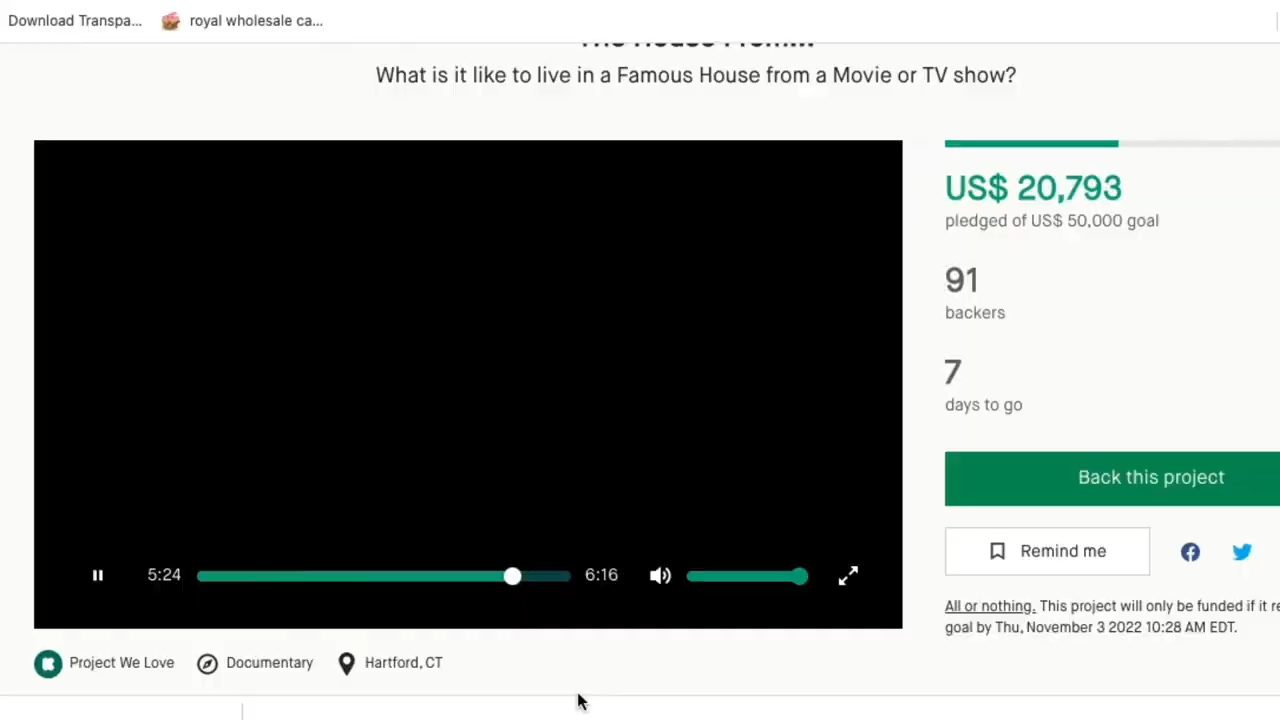 Download Transpa...
royal wholesale ca...
The House From...
What is it like to live in a Famous House from a Movie or TV show?
US$ 20,793
pledged of US$ 50,000 goal
91
backers
7
days to go
Back this project
Remind me
All or nothing. This project will only be funded if it re
goal by Thu, November 3 2022 10:28 AM EDT.
5:24
6:16
Project We Love
Documentary
Hartford, CT